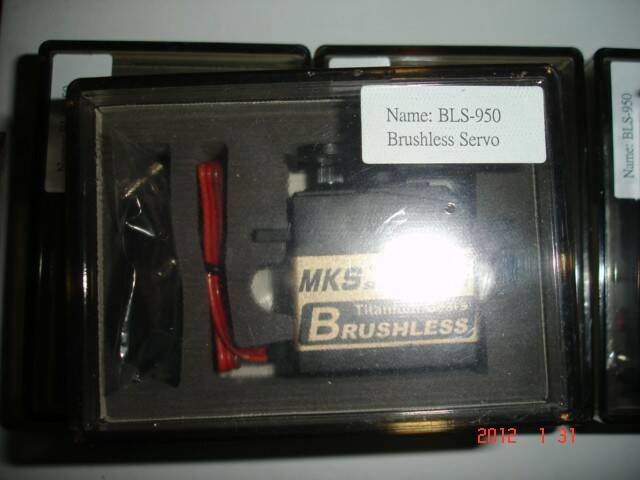 Name: BLS-950
Brushless Servo
Name: BLS-950
MKS
Titanium Gears
BRUSHLESS
2012 1 31